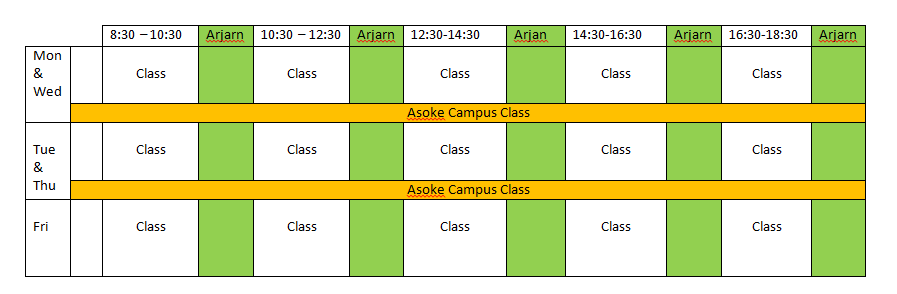 8:30 – 10:30 Arjarn 10:30 – 12:30 Arjarn 12:30-14:30 Arjan 14:30-16:30 Arjarn 16:30-18:30 Arjarn
Mon
& Class Class Class Class Class
Wed
Asoke Campus Class
Tue Class Class Class Class Class
&
Thu
Asoke Campus Class
Fri Class Class Class Class Class